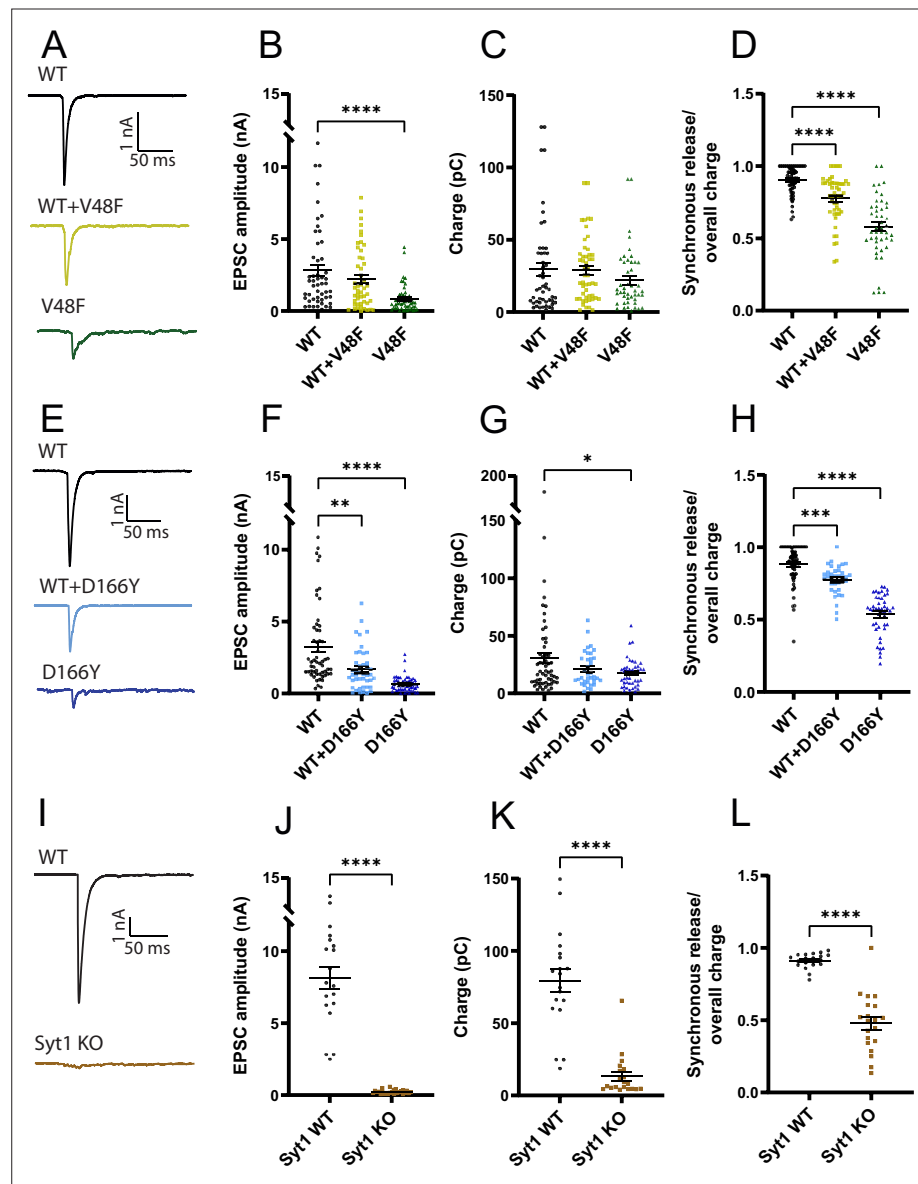 A
WT
1 nA
50 ms
WT+V48F
V48F
B
EPSC amplitude (nA)
15
10
5
0
****
WT
WT+V48F
V48F
C
Charge (pC)
150
100
50
0
WT
WT+V48F
V48F
D
Synchronous release/
overall charge
1.5
1.0
0.5
0.0
****
****
WT
WT+V48F
V48F
E
WT
1 nA
50 ms
WT+D166Y
D166Y
F
EPSC amplitude (nA)
15
10
5
0
****
**
WT
WT+D166Y
D166Y
G
Charge (pC)
200
150
100
50
0
*
WT
WT+D166Y
D166Y
H
Synchronous release/
overall charge
1.5
1.0
0.5
0.0
****
***
WT
WT+D166Y
D166Y
I
WT
1 nA
50 ms
Syt1 KO
J
EPSC amplitude (nA)
15
10
5
0
****
Syt1 WT
Syt1 KO
K
Charge (pC)
150
100
50
0
****
Syt1 WT
Syt1 KO
L
Synchronous release/
overall charge
1.5
1.0
0.5
0.0
****
Syt1 WT
Syt1 KO